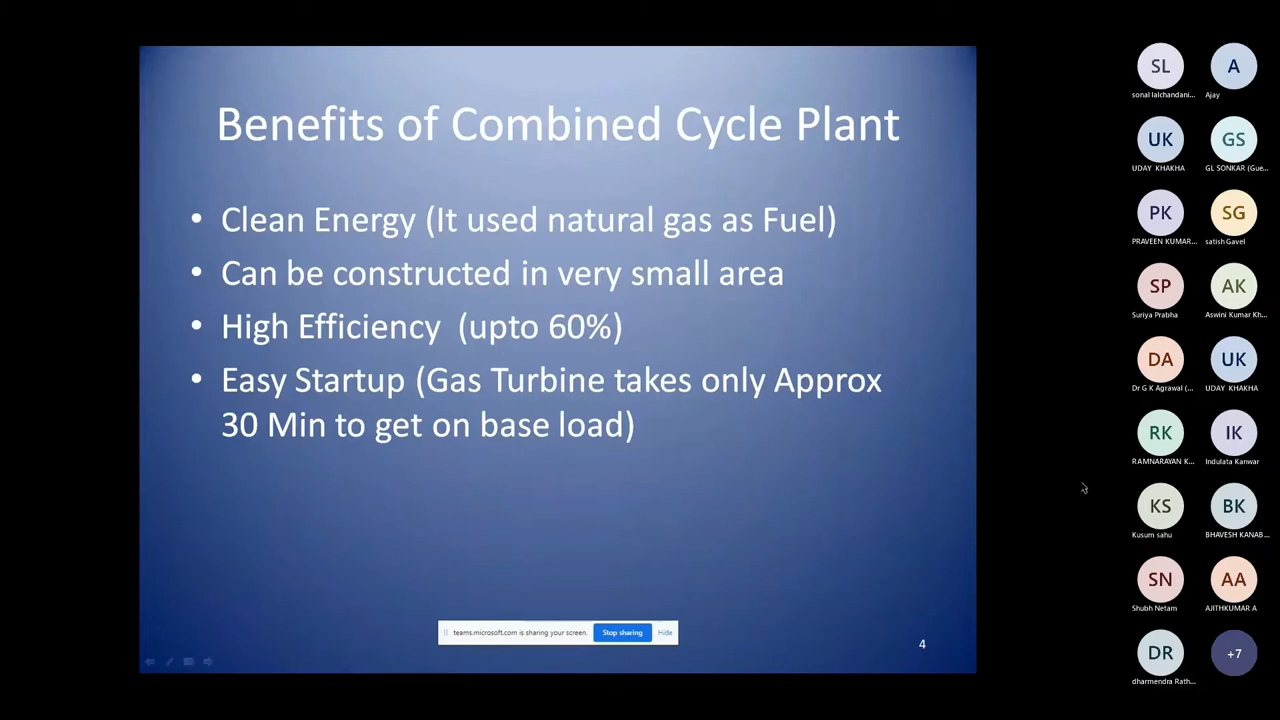 Benefits of Combined Cycle Plant
• Clean Energy (It used natural gas as Fuel)
• Can be constructed in very small area
• High Efficiency (upto 60%)
• Easy Startup (Gas Turbine takes only Approx
30 Min to get on base load)
teams.microsoft.com is sharing your screen. Stop sharing Hide
4
SL A
sonal lalchandani... Ajay
UK GS
UDAY KHAKHA GL SONKAR (Gue...
PK SG
PRAVEEN KUMAR... satish Gavel
SP AK
Suriya Prabha Aswini Kumar Kh...
DA UK
Dr G K Agrawal (... UDAY KHAKHA
RK IK
RAMNARAYAN K... Indulata Kanwar
KS BK
Kusum sahu BHAVESH KANAB...
SN AA
Shubh Netam AJITHKUMAR A
DR +7
dharmendra Rath...